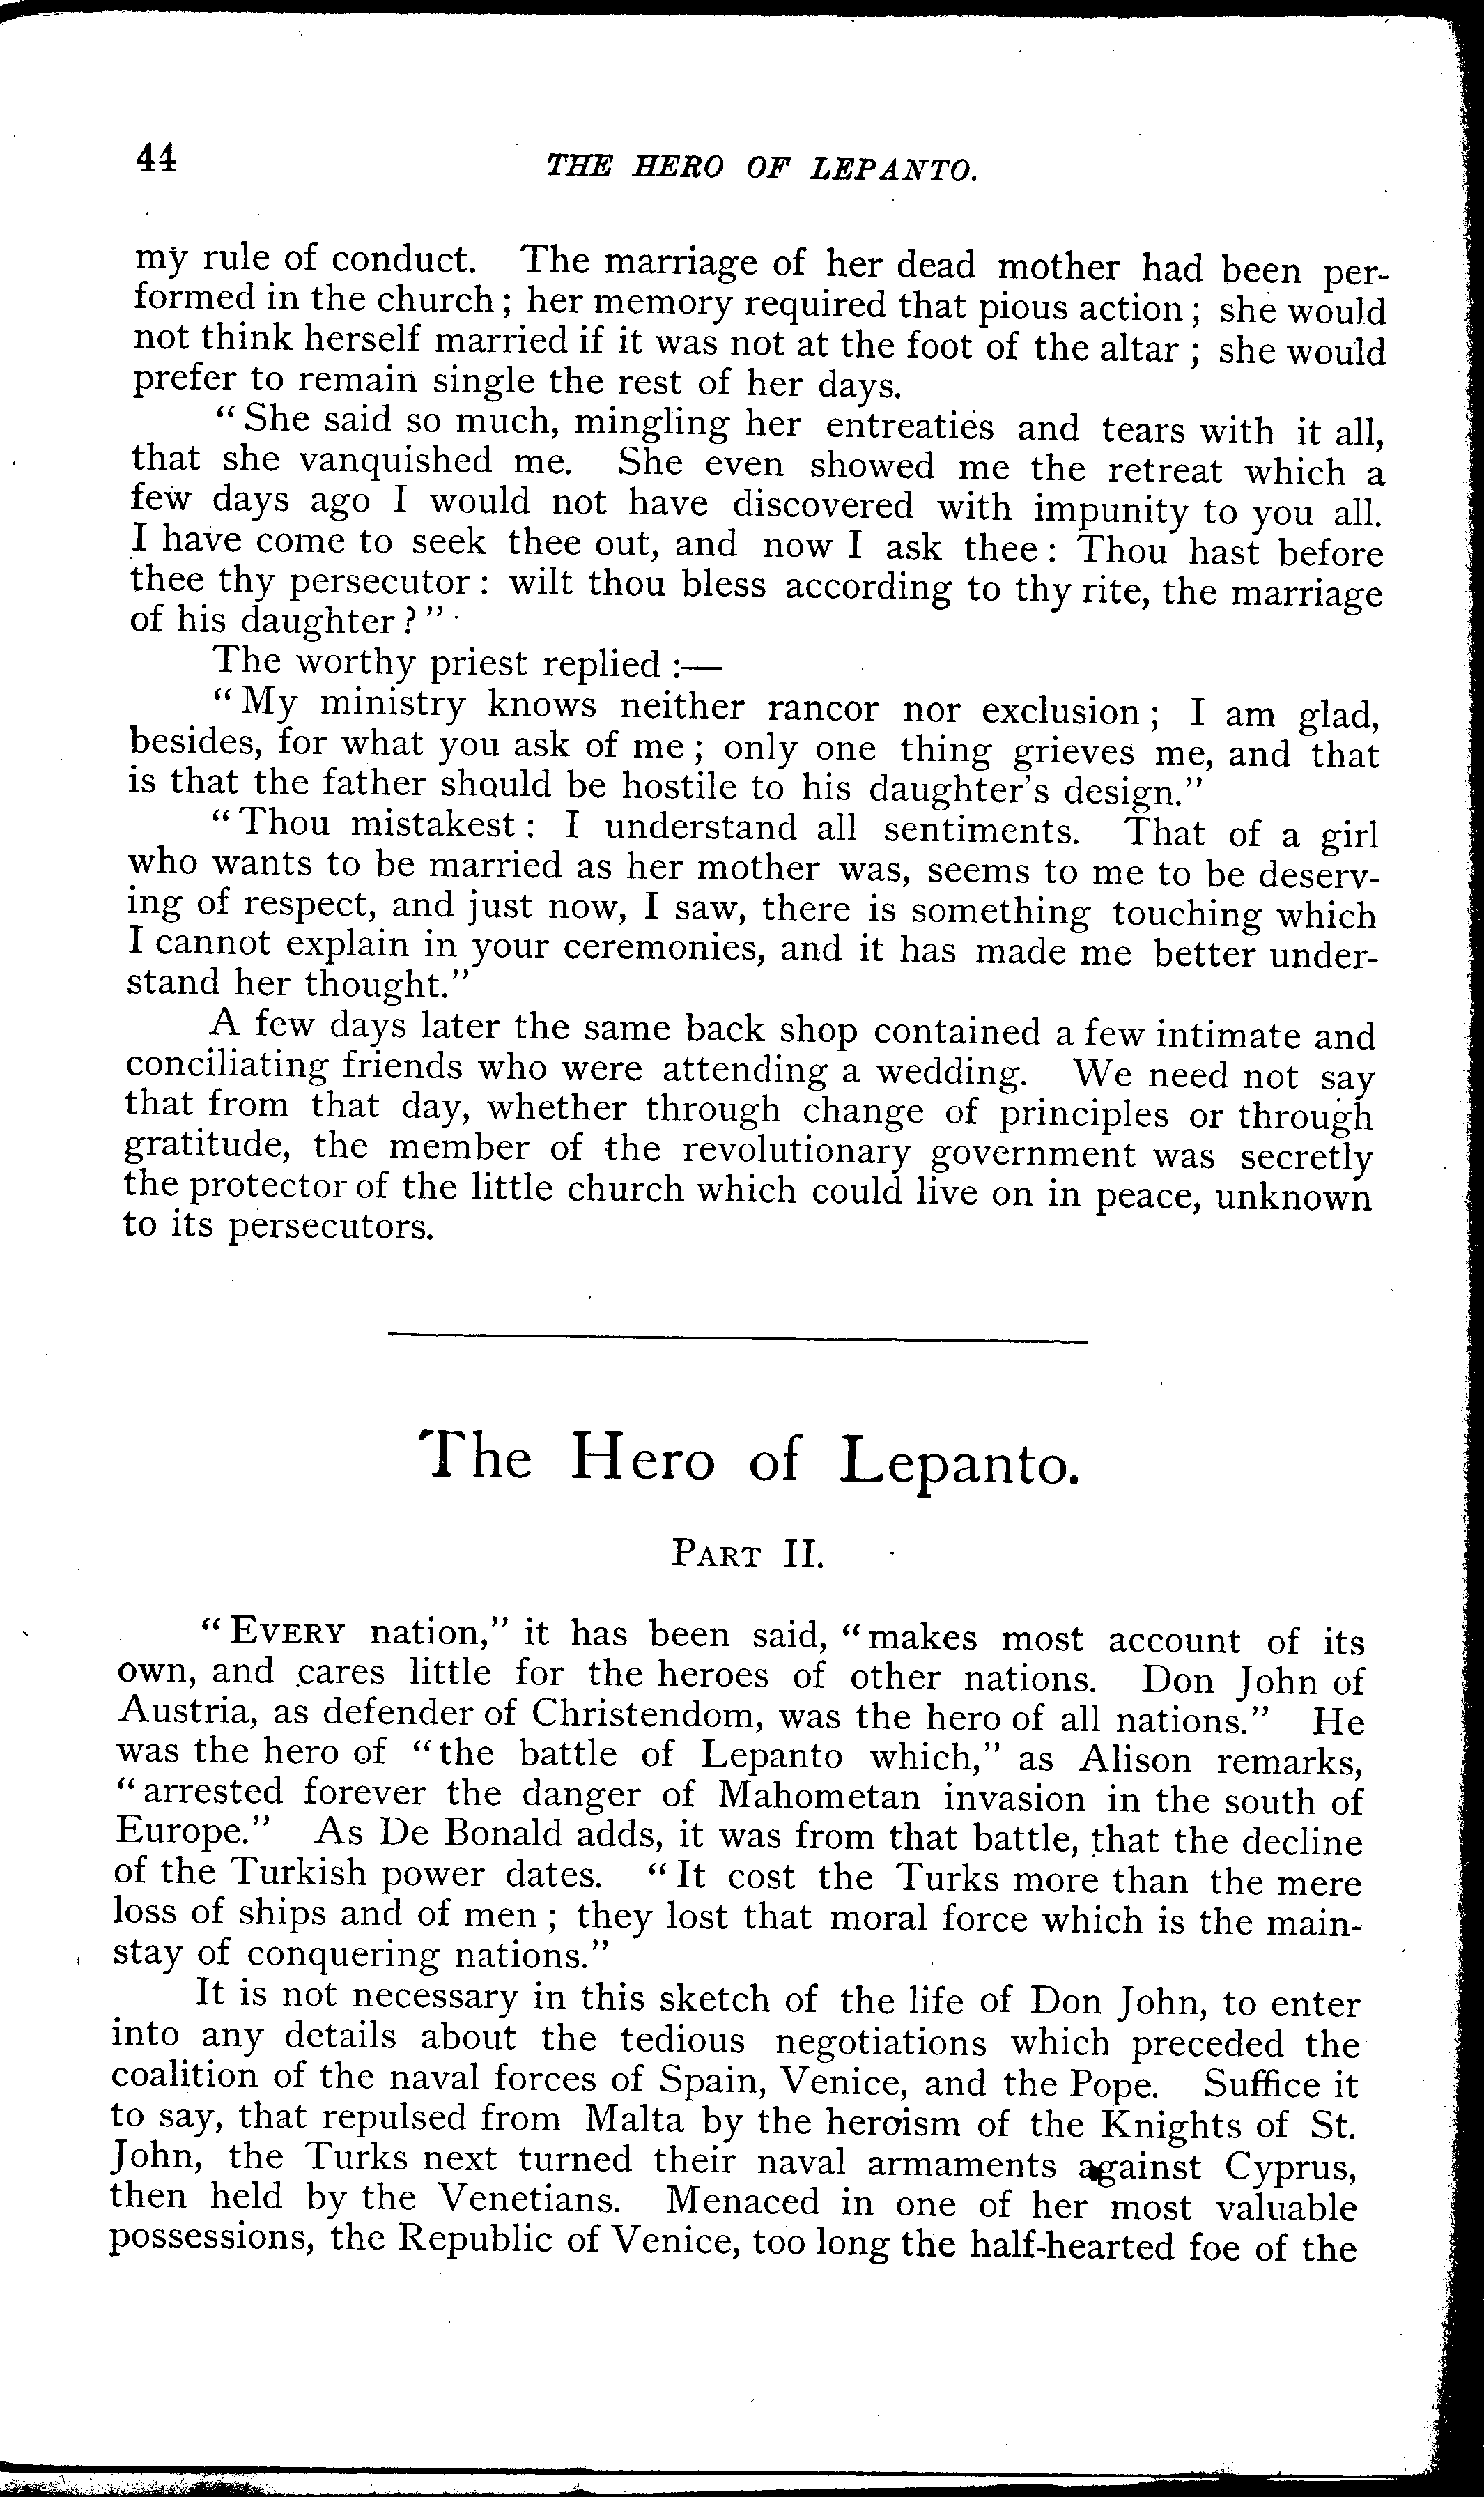 44
THE HERO OF LEPANTO.
my rule of conduct. The marriage of her dead mother had been per-
formed in the church; her memory required that pious action; she would
not think herself married if it was not at the foot of the altar; she would
prefer to remain single the rest of her days.
"She said so much, mingling her entreaties and tears with it all,
that she vanquished me. She even showed me the retreat which a
few days ago I would not have discovered with impunity to you all.
I have come to seek thee out, and now I ask thee: Thou hast before
thee thy persecutor: wilt thou bless according to thy rite, the marriage
of his daughter?"
The worthy priest replied:—
"My ministry knows neither rancor nor exclusion; I am glad,
besides, for what you ask of me; only one thing grieves me, and that
is that the father should be hostile to his daughter's design."
"Thou mistakest: I understand all sentiments. That of a girl
who wants to be married as her mother was, seems to me to be deserv-
ing of respect, and just now, I saw, there is something touching which
I cannot explain in your ceremonies, and it has made me better under-
stand her thought."
A few days later the same back shop contained a few intimate and
conciliating friends who were attending a wedding. We need not say
that from that day, whether through change of principles or through
gratitude, the member of the revolutionary government was secretly
the protector of the little church which could live on in peace, unknown
to its persecutors.
The Hero of Lepanto.
PART II.
"EVERY nation," it has been said, "makes most account of its
own, and cares little for the heroes of other nations. Don John of
Austria, as defender of Christendom, was the hero of all nations." He
was the hero of "the battle of Lepanto which," as Alison remarks,
"arrested forever the danger of Mahometan invasion in the south of
Europe." As De Bonald adds, it was from that battle, that the decline
of the Turkish power dates. "It cost the Turks more than the mere
loss of ships and of men; they lost that moral force which is the main-
stay of conquering nations."
It is not necessary in this sketch of the life of Don John, to enter
into any details about the tedious negotiations which preceded the
coalition of the naval forces of Spain, Venice, and the Pope. Suffice it
to say, that repulsed from Malta by the heroism of the Knights of St.
John, the Turks next turned their naval armaments against Cyprus,
then held by the Venetians. Menaced in one of her most valuable
possessions, the Republic of Venice, too long the half-hearted foe of the